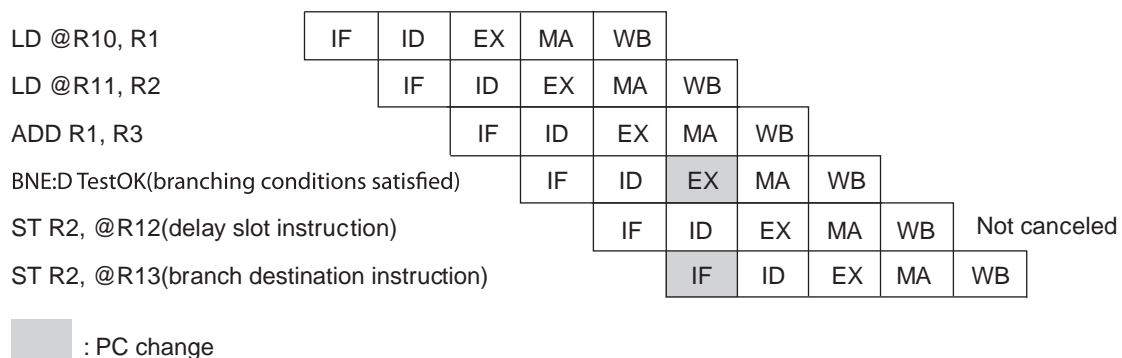 LD @R10, R1 IF ID EX MA WB
LD @R11, R2 IF ID EX MA WB
ADD R1, R3 IF ID EX MA WB
BNE:D TestOK(branching conditions satisfied) IF ID EX MA WB
ST R2, @R12(delay slot instruction) IF ID EX MA WB Not canceled
ST R2, @R13(branch destination instruction) IF ID EX MA WB
: PC change